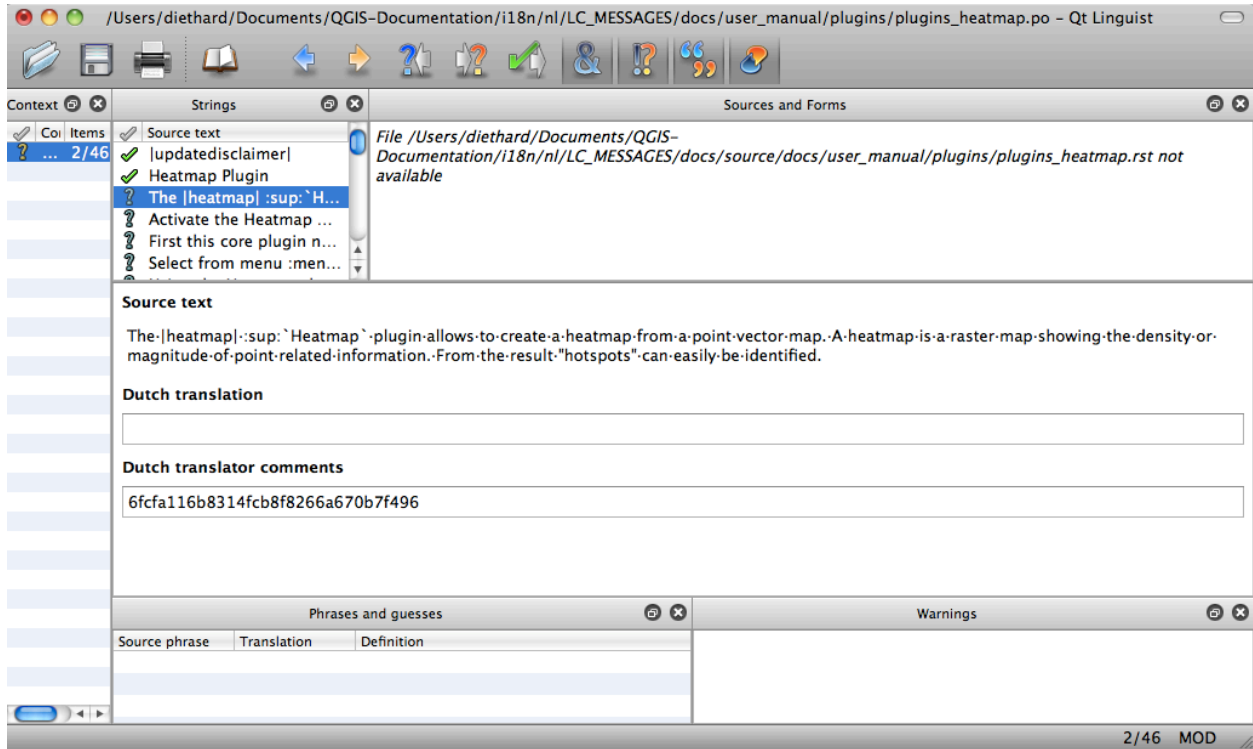 /Users/diethard/Documents/QGIS-Documentation/i18n/nl/LC_MESSAGES/docs/user_manual/plugins/plugins_heatmap.po – Qt Linguist
Context
Items
2/46
Strings
Source text
|updatedisclaimer|
Heatmap Plugin
The |heatmap| :sup:`H...
Activate the Heatmap ...
First this core plugin n...
Select from menu :men...
Sources and Forms
File /Users/diethard/Documents/QGIS-
Documentation/i18n/nl/LC_MESSAGES/docs/source/docs/user_manual/plugins/plugins_heatmap.rst not
available
Source text
The·|heatmap|·:sup:`Heatmap`·plugin·allows·to·create·a·heatmap·from·a·point·vector·map.·A·heatmap·is·a·raster·map·showing·the·density·or·
magnitude·of·point·related·information.·From·the·result·"hotspots"·can·easily·be·identified.
Dutch translation
Dutch translator comments
6fcfa116b8314fcb8f8266a670b7f496
Phrases and guesses
Source phrase Translation Definition
Warnings
2/46 MOD